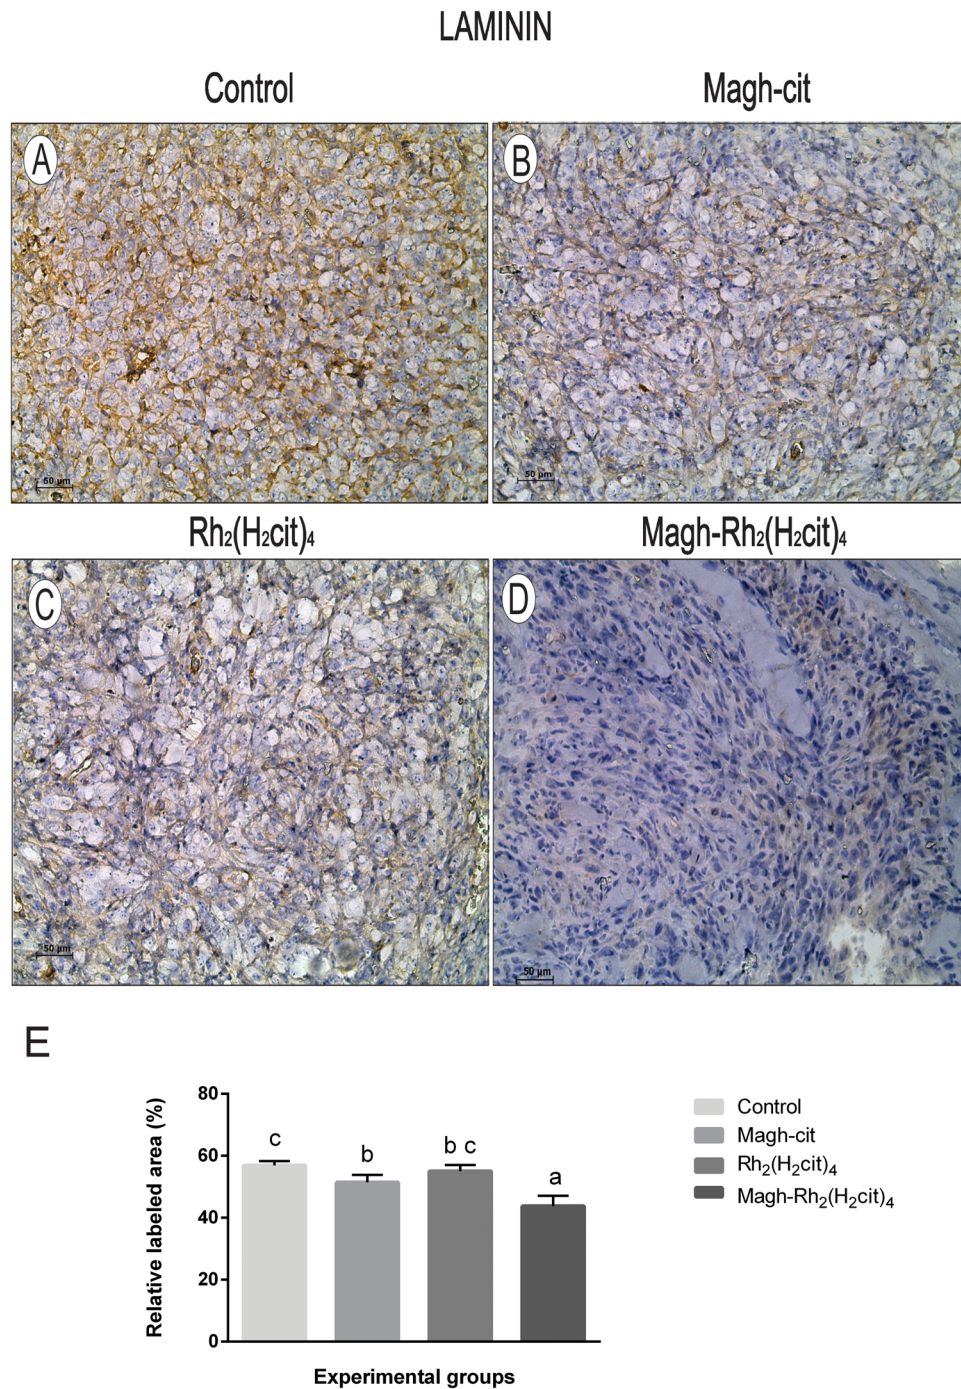 LAMININ
Control Magh-cit
A B
50 µm 50 µm
Rh₂(H₂cit)₄ Magh-Rh₂(H₂cit)₄
C D
50 µm 50 µm
E
Relative labeled area (%)
80
60
40
20
0
c b b c a
Experimental groups
Control
Magh-cit
Rh₂(H₂cit)₄
Magh-Rh₂(H₂cit)₄